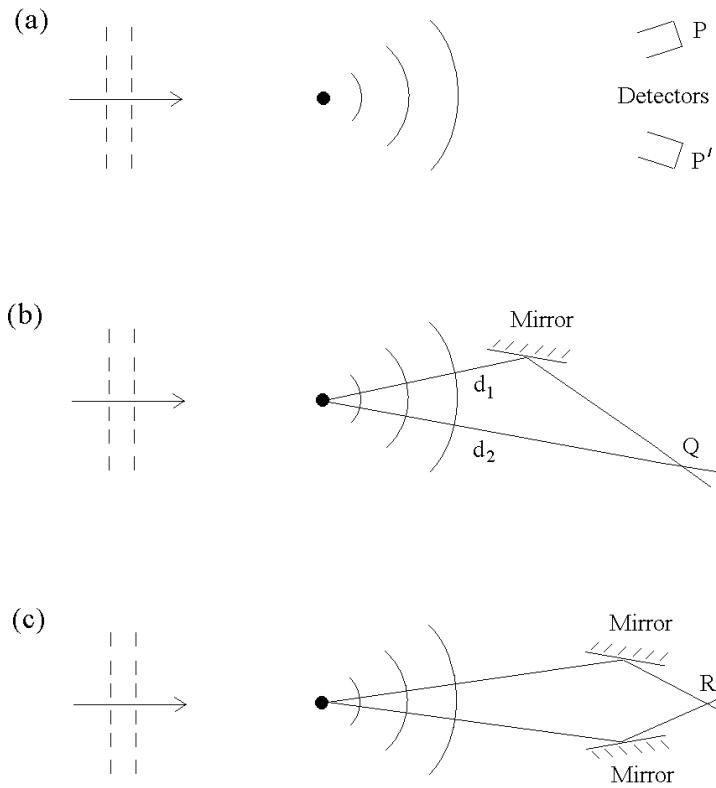 (a)
P
Detectors
P′
(b)
Mirror
d₁
d₂
Q
(c)
Mirror
R
Mirror